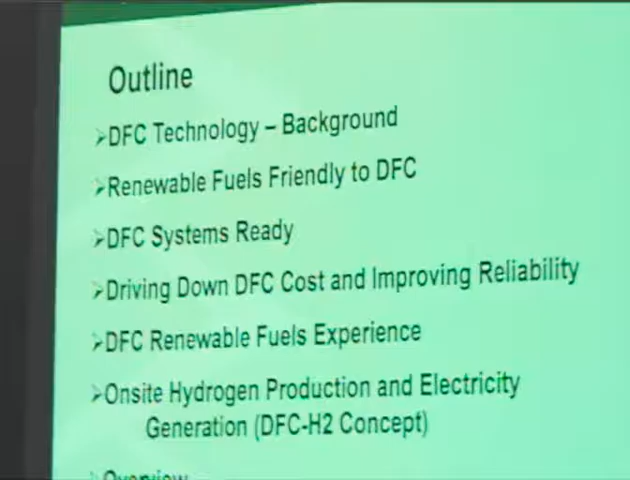 Outline
➢DFC Technology – Background
➢Renewable Fuels Friendly to DFC
➢DFC Systems Ready
➢Driving Down DFC Cost and Improving Reliability
➢DFC Renewable Fuels Experience
➢Onsite Hydrogen Production and Electricity
Generation (DFC-H2 Concept)
Overview